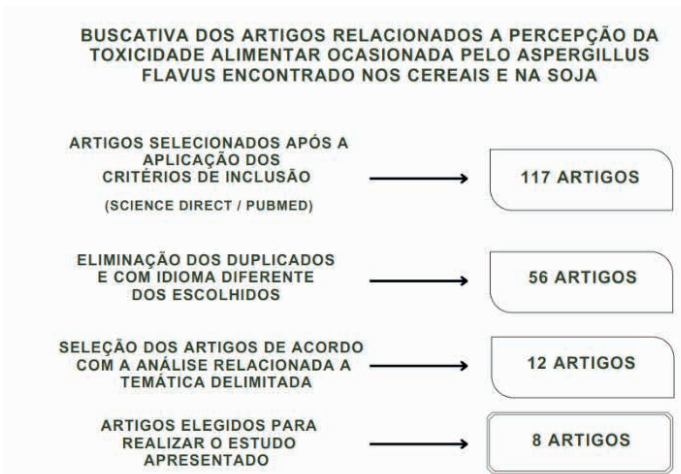 BUSCATIVA DOS ARTIGOS RELACIONADOS A PERCEPÇÃO DA
TOXICIDADE ALIMENTAR OCASIONADA PELO ASPERGILLUS
FLAVUS ENCONTRADO NOS CEREAIS E NA SOJA
ARTIGOS SELECIONADOS APÓS A
APLICAÇÃO DOS
CRITÉRIOS DE INCLUSÃO
(SCIENCE DIRECT / PUBMED)
117 ARTIGOS
ELIMINAÇÃO DOS DUPLICADOS
E COM IDIOMA DIFERENTE
DOS ESCOLHIDOS
56 ARTIGOS
SELEÇÃO DOS ARTIGOS DE ACORDO
COM A ANÁLISE RELACIONADA A
TEMÁTICA DELIMITADA
12 ARTIGOS
ARTIGOS ELEGIDOS PARA
REALIZAR O ESTUDO
APRESENTADO
8 ARTIGOS